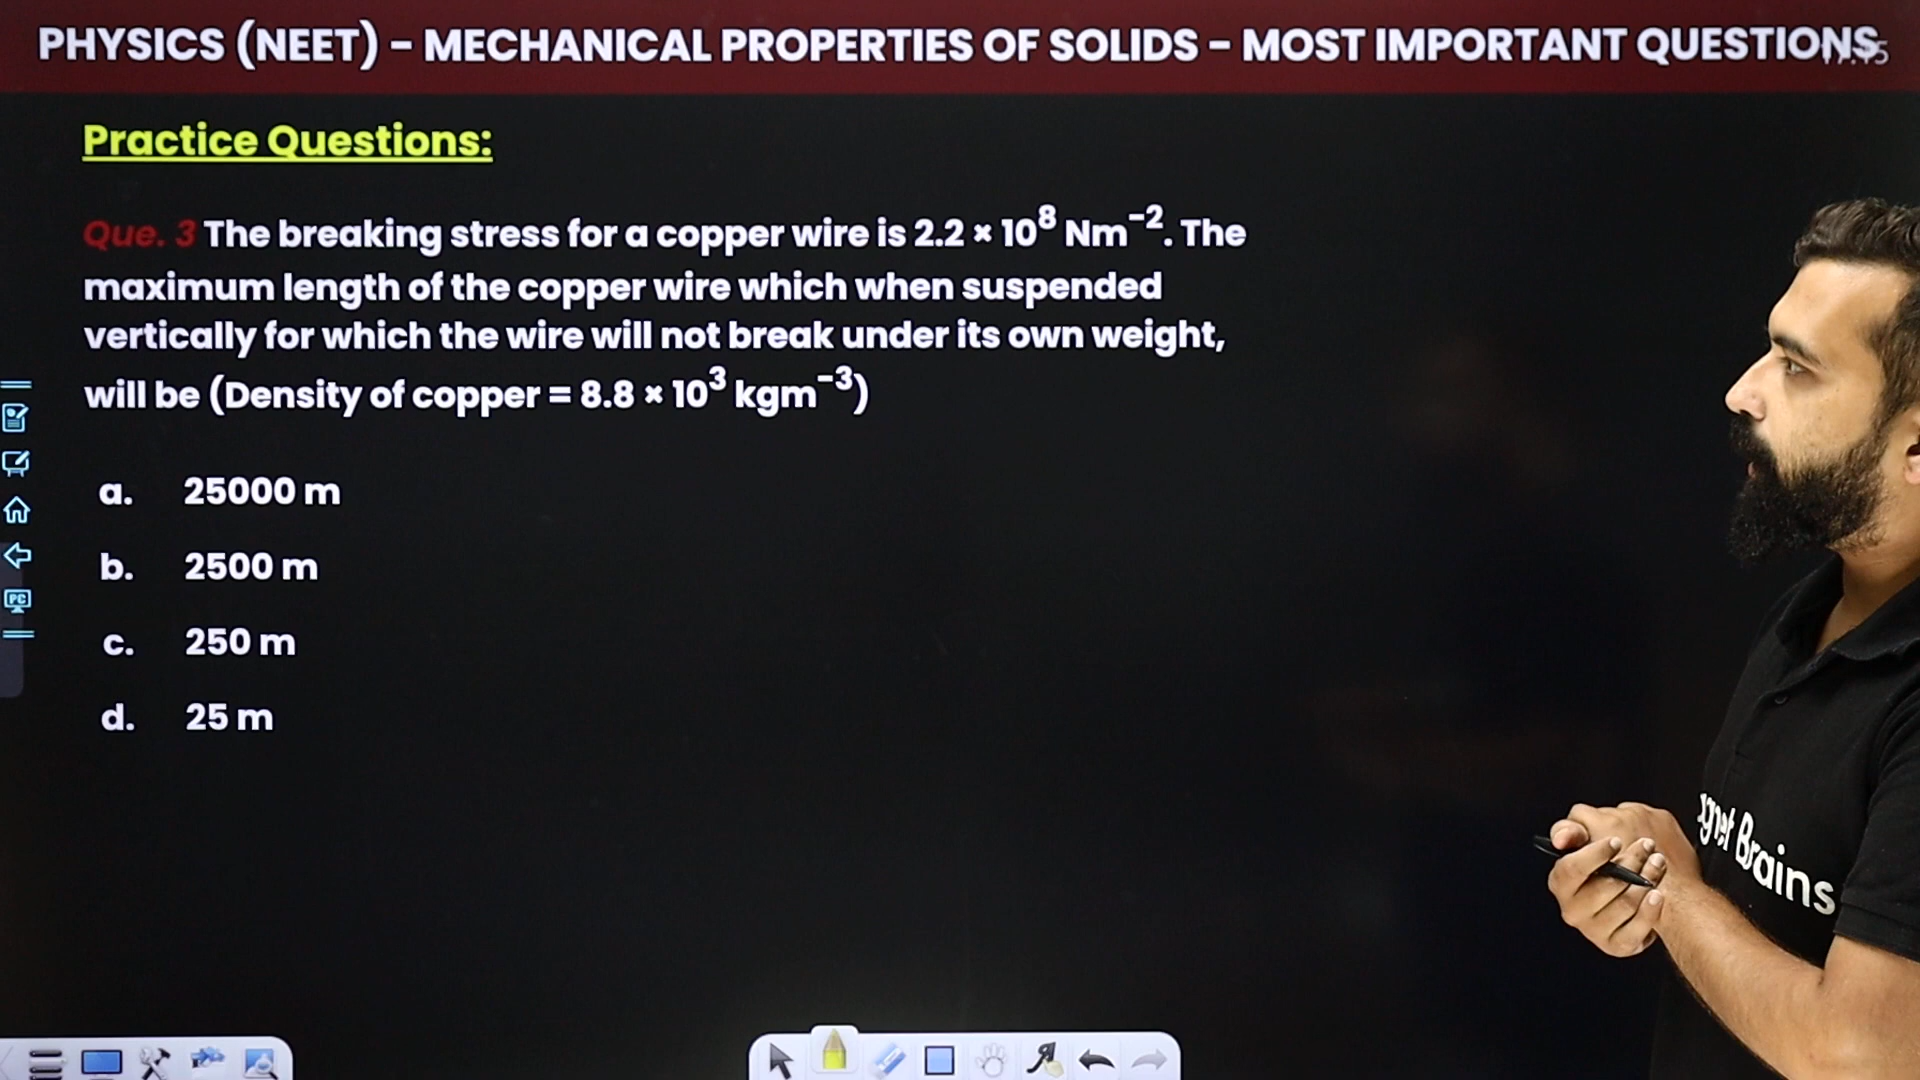 PHYSICS (NEET) – MECHANICAL PROPERTIES OF SOLIDS – MOST IMPORTANT QUESTIONS
Practice Questions:
Que. 3 The breaking stress for a copper wire is 2.2 × 10⁸ Nm⁻². The
maximum length of the copper wire which when suspended
vertically for which the wire will not break under its own weight,
will be (Density of copper = 8.8 × 10³ kgm⁻³)
a. 25000 m
b. 2500 m
c. 250 m
d. 25 m
PC
Brains